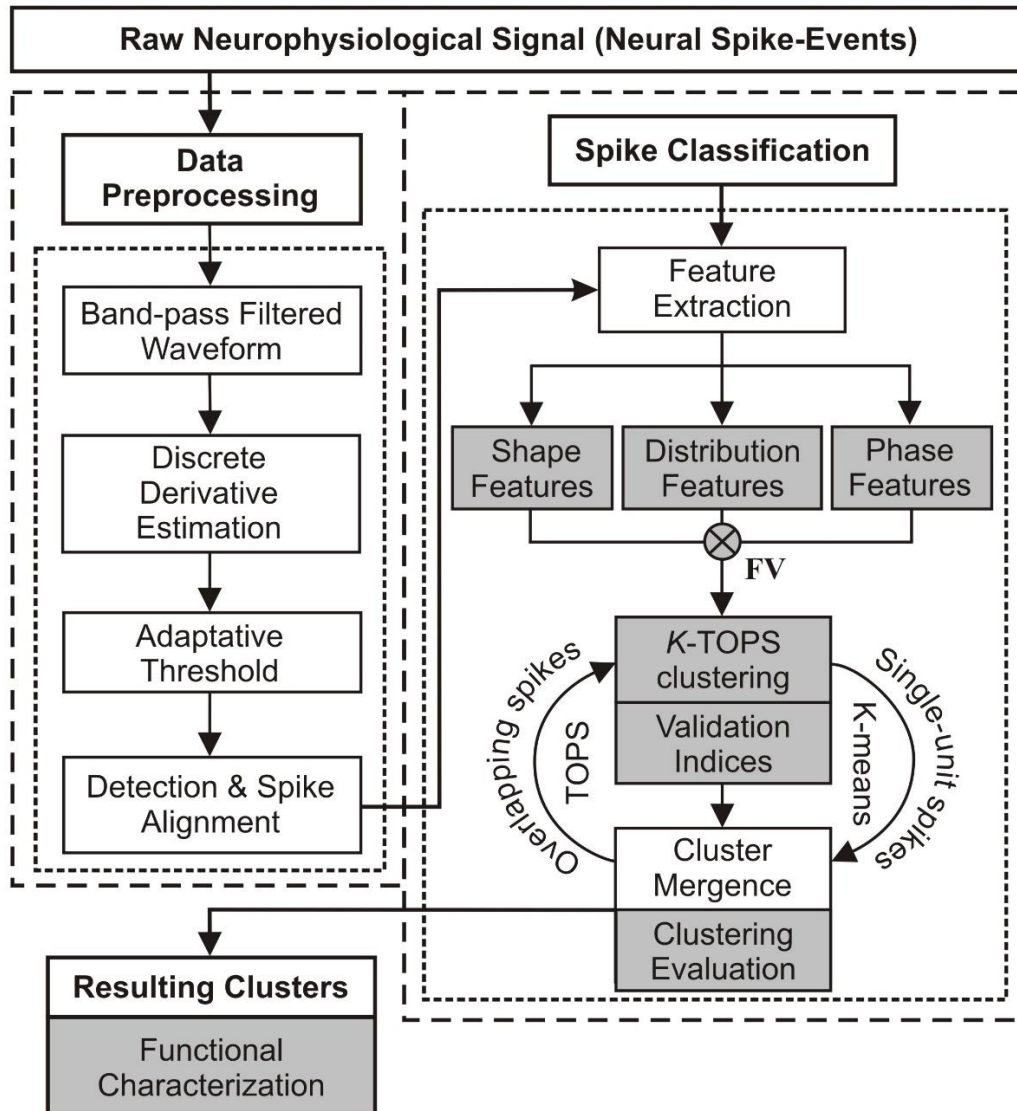 Raw Neurophysiological Signal (Neural Spike-Events)
Data
Preprocessing
Band-pass Filtered
Waveform
Discrete
Derivative
Estimation
Adaptative
Threshold
Detection & Spike
Alignment
Spike Classification
Feature
Extraction
Shape
Features
Distribution
Features
Phase
Features
FV
K-TOPS
clustering
Validation
Indices
Overlapping spikes
TOPS
K-means
Single-unit spikes
Cluster
Mergence
Clustering
Evaluation
Resulting Clusters
Functional
Characterization